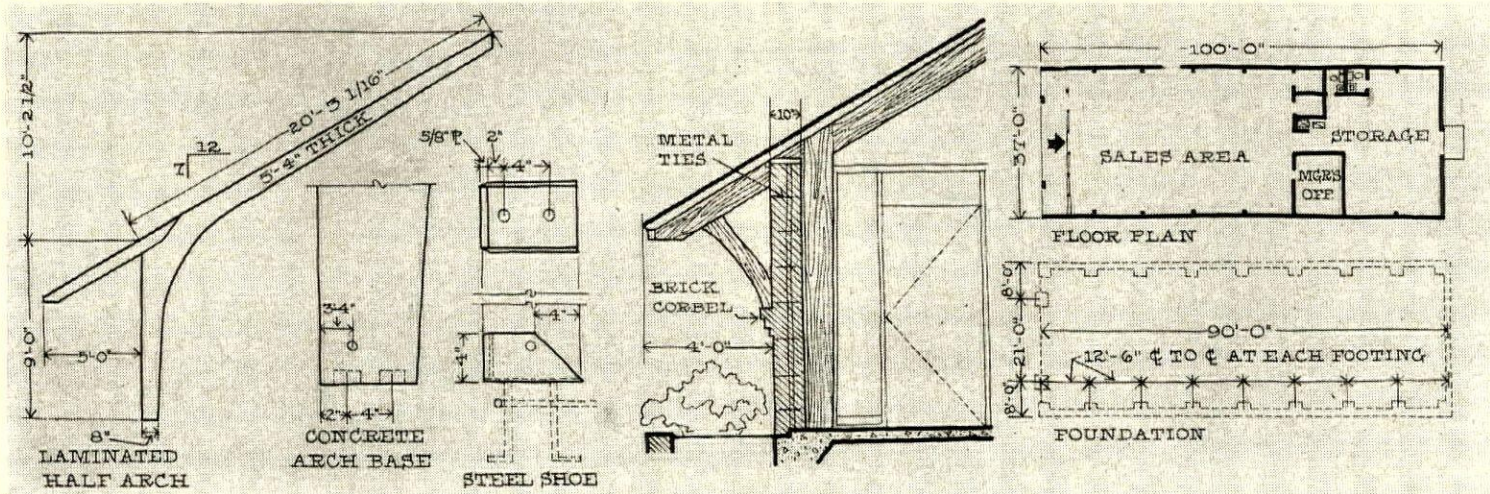 10'-2 1/2"
9'-0"
20'-3 1/16"
3'-4" THICK
12
7
5'-0"
8"
LAMINATED
HALF ARCH
3-4"
2"
4"
CONCRETE
ARCH BASE
5/8" P.
2"
4"
4"
4"
STEEL SHOE
10"
METAL
TIES
BRICK
CORBEL
4'-0"
100'-0"
37'-0"
SALES AREA
STORAGE
MGR'S
OFF.
FLOOR PLAN
8'-0"
21'-0"
8'-0"
90'-0"
12'-6" ℄ TO ℄ AT EACH FOOTING
FOUNDATION